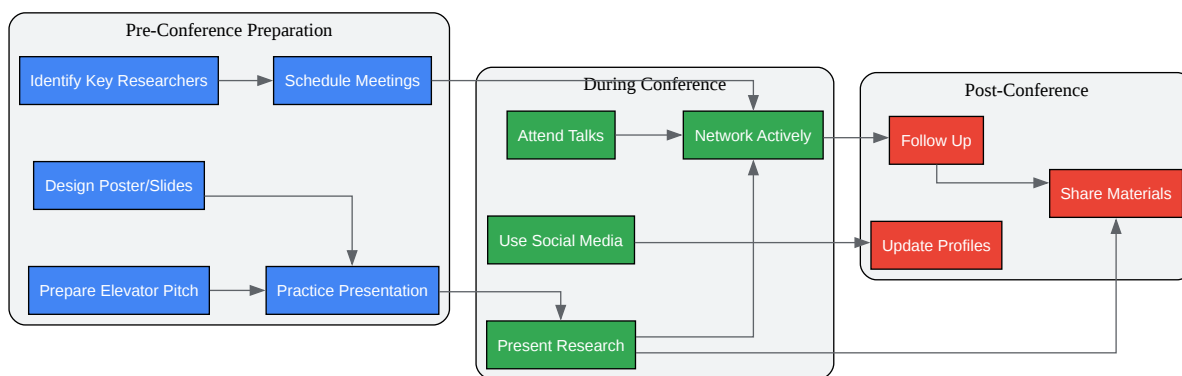 Pre-Conference Preparation
Identify Key Researchers
Schedule Meetings
Design Poster/Slides
Prepare Elevator Pitch
Practice Presentation
During Conference
Attend Talks
Network Actively
Use Social Media
Present Research
Post-Conference
Follow Up
Share Materials
Update Profiles